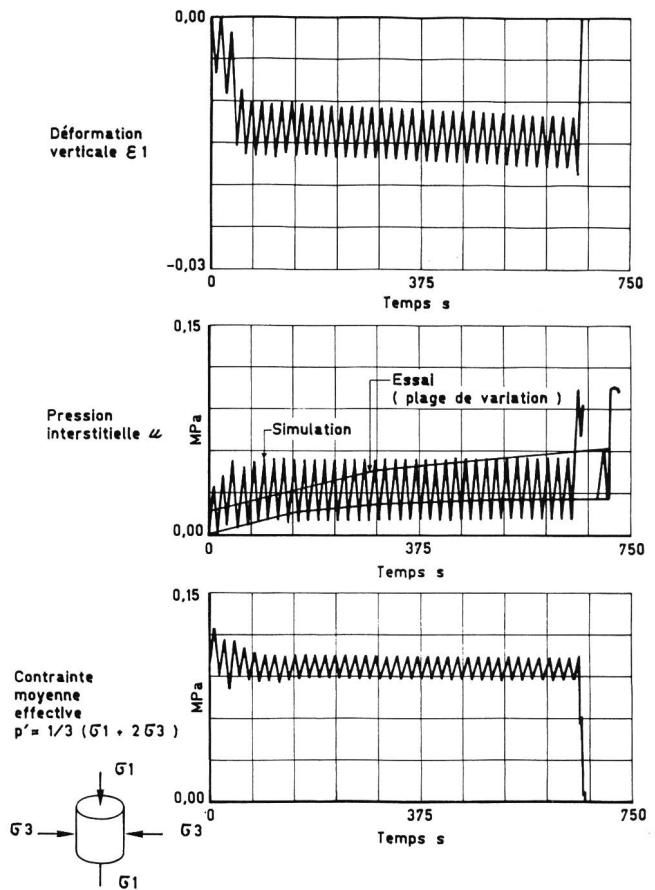 0,00
Déformation
verticale ε 1
-0,03
0
375
750
Temps s
0,15
MPa
Pression
interstitielle u
Essai
( plage de variation )
Simulation
0,00
0
375
750
Temps s
0,15
MPa
Contrainte
moyenne
effective
p' = 1/3 (σ1 + 2σ3)
0,00
0
375
750
Temps s
σ1
σ3
σ3
σ1